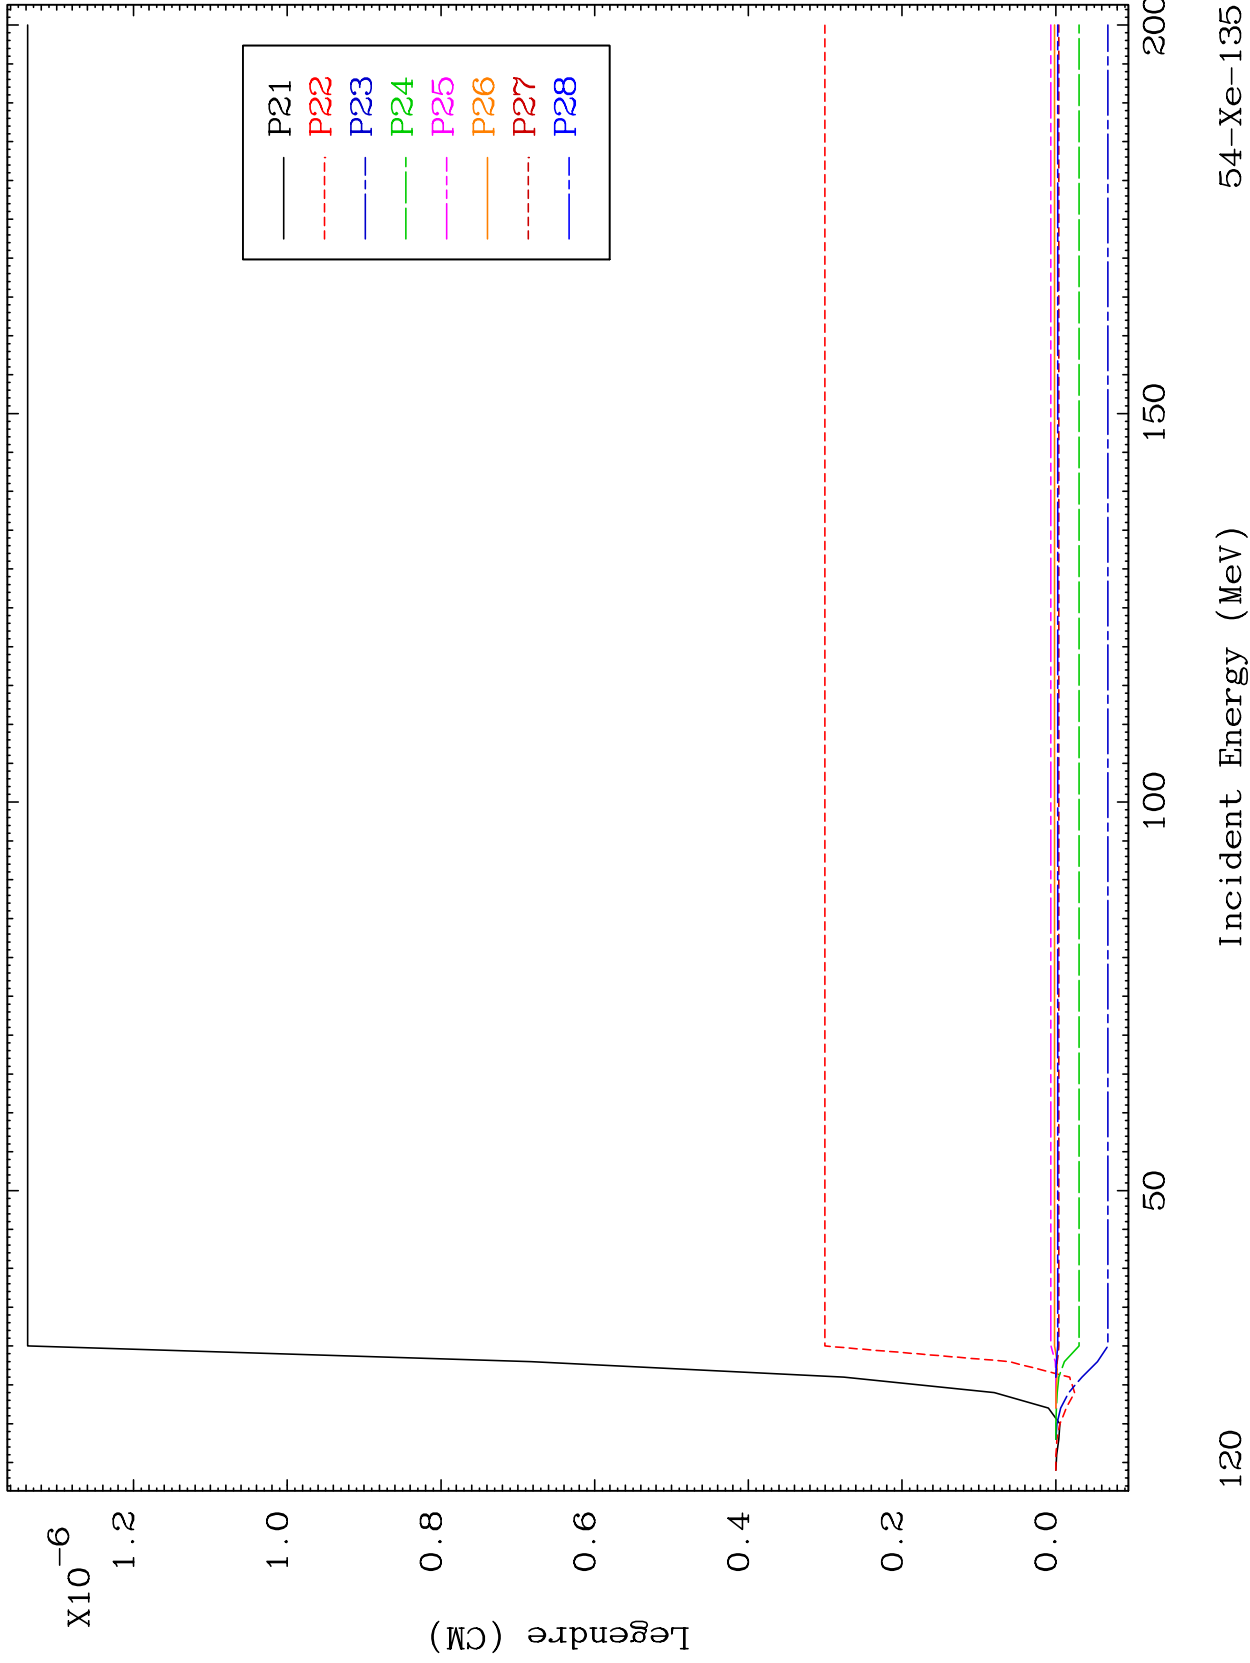 X10-6
1.2
1.0
0.8
0.6
0.4
0.2
0.0
Legendre (CM)
P21
P22
P23
P24
P25
P26
P27
P28
50
100
150
200
Incident Energy (MeV)
120
54-Xe-135